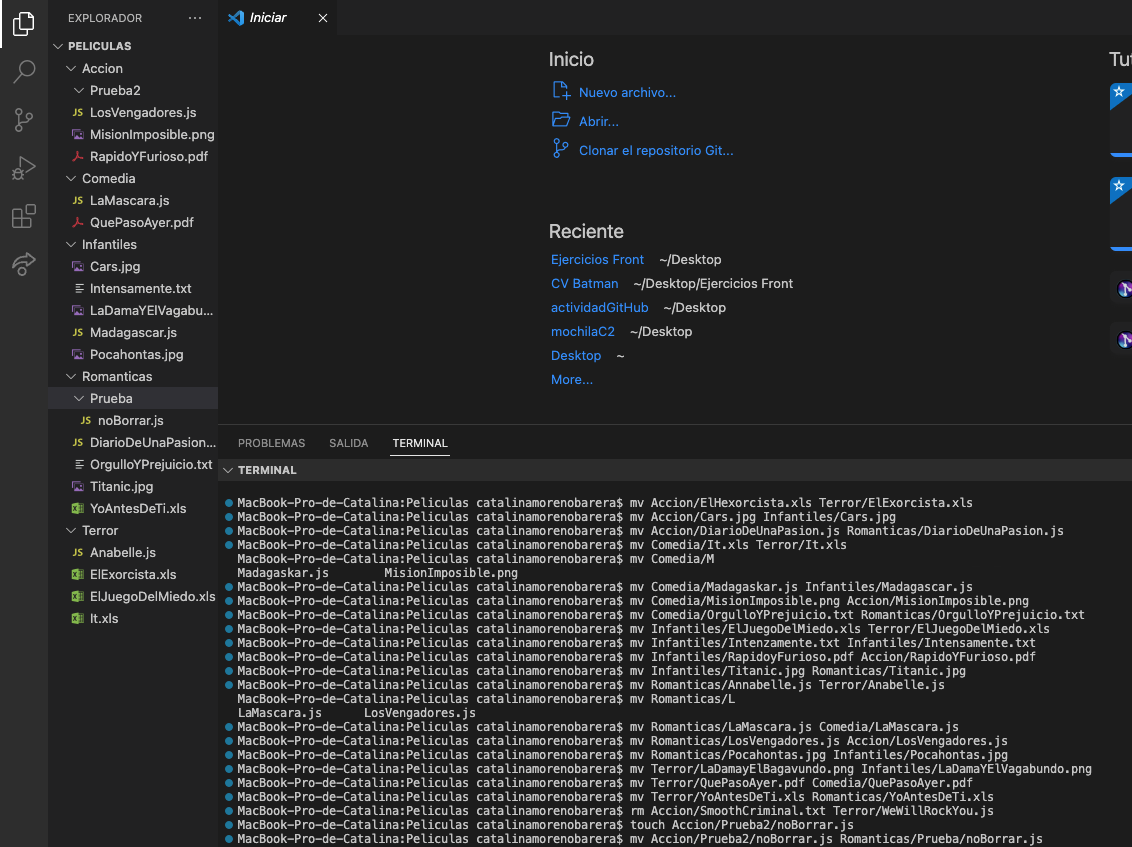 EXPLORADOR
PELICULAS
Accion
Prueba2
JS LosVengadores.js
MisionImposible.png
RapidoYFurioso.pdf
Comedia
JS LaMascara.js
QuePasoAyer.pdf
Infantiles
Cars.jpg
Intensamente.txt
LaDamaYElVagabu...
JS Madagascar.js
Pocahontas.jpg
Romanticas
Prueba
JS noBorrar.js
JS DiarioDeUnaPasion...
OrgulloYPrejuicio.txt
Titanic.jpg
YoAntesDeTi.xls
Terror
JS Anabelle.js
ElExorcista.xls
ElJuegoDelMiedo.xls
It.xls
Iniciar
Inicio
Nuevo archivo...
Abrir...
Clonar el repositorio Git...
Reciente
Ejercicios Front ~/Desktop
CV Batman ~/Desktop/Ejercicios Front
actividadGitHub ~/Desktop
mochilaC2 ~/Desktop
Desktop ~
More...
Tut
PROBLEMAS SALIDA TERMINAL
TERMINAL
MacBook-Pro-de-Catalina:Peliculas catalinamorenobarera$ mv Accion/ElHexorcista.xls Terror/ElExorcista.xls
MacBook-Pro-de-Catalina:Peliculas catalinamorenobarera$ mv Accion/Cars.jpg Infantiles/Cars.jpg
MacBook-Pro-de-Catalina:Peliculas catalinamorenobarera$ mv Accion/DiarioDeUnaPasion.js Romanticas/DiarioDeUnaPasion.js
MacBook-Pro-de-Catalina:Peliculas catalinamorenobarera$ mv Comedia/It.xls Terror/It.xls
MacBook-Pro-de-Catalina:Peliculas catalinamorenobarera$ mv Comedia/M
Madagaskar.js MisionImposible.png
MacBook-Pro-de-Catalina:Peliculas catalinamorenobarera$ mv Comedia/Madagaskar.js Infantiles/Madagascar.js
MacBook-Pro-de-Catalina:Peliculas catalinamorenobarera$ mv Comedia/MisionImposible.png Accion/MisionImposible.png
MacBook-Pro-de-Catalina:Peliculas catalinamorenobarera$ mv Comedia/OrgulloYPrejuicio.txt Romanticas/OrgulloYPrejuicio.txt
MacBook-Pro-de-Catalina:Peliculas catalinamorenobarera$ mv Infantiles/ElJuegoDelMiedo.xls Terror/ElJuegoDelMiedo.xls
MacBook-Pro-de-Catalina:Peliculas catalinamorenobarera$ mv Infantiles/Intenzamente.txt Infantiles/Intensamente.txt
MacBook-Pro-de-Catalina:Peliculas catalinamorenobarera$ mv Infantiles/RapidoyFurioso.pdf Accion/RapidoYFurioso.pdf
MacBook-Pro-de-Catalina:Peliculas catalinamorenobarera$ mv Infantiles/Titanic.jpg Romanticas/Titanic.jpg
MacBook-Pro-de-Catalina:Peliculas catalinamorenobarera$ mv Romanticas/Annabelle.js Terror/Anabelle.js
MacBook-Pro-de-Catalina:Peliculas catalinamorenobarera$ mv Romanticas/L
LaMascara.js LosVengadores.js
MacBook-Pro-de-Catalina:Peliculas catalinamorenobarera$ mv Romanticas/LaMascara.js Comedia/LaMascara.js
MacBook-Pro-de-Catalina:Peliculas catalinamorenobarera$ mv Romanticas/LosVengadores.js Accion/LosVengadores.js
MacBook-Pro-de-Catalina:Peliculas catalinamorenobarera$ mv Romanticas/Pocahontas.jpg Infantiles/Pocahontas.jpg
MacBook-Pro-de-Catalina:Peliculas catalinamorenobarera$ mv Terror/LaDamayElBagavundo.png Infantiles/LaDamaYElVagabundo.png
MacBook-Pro-de-Catalina:Peliculas catalinamorenobarera$ mv Terror/QuePasoAyer.pdf Comedia/QuePasoAyer.pdf
MacBook-Pro-de-Catalina:Peliculas catalinamorenobarera$ mv Terror/YoAntesDeTi.xls Romanticas/YoAntesDeTi.xls
MacBook-Pro-de-Catalina:Peliculas catalinamorenobarera$ rm Accion/SmoothCriminal.txt Terror/WeWillRockYou.js
MacBook-Pro-de-Catalina:Peliculas catalinamorenobarera$ touch Accion/Prueba2/noBorrar.js
MacBook-Pro-de-Catalina:Peliculas catalinamorenobarera$ mv Accion/Prueba2/noBorrar.js Romanticas/Prueba/noBorrar.js